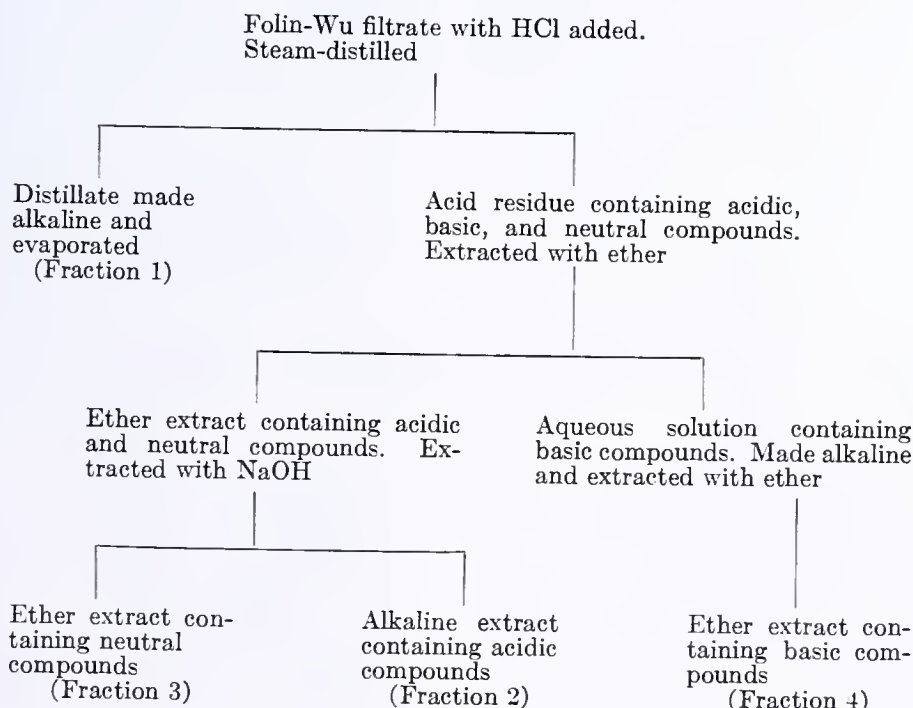 Folin-Wu filtrate with HCl added.
Steam-distilled
Distillate made
alkaline and
evaporated
(Fraction 1)
Acid residue containing acidic,
basic, and neutral compounds.
Extracted with ether
Ether extract containing acidic
and neutral compounds. Ex-
tracted with NaOH
Aqueous solution containing
basic compounds. Made alkaline
and extracted with ether
Ether extract con-
taining neutral
compounds
(Fraction 3)
Alkaline extract
containing acidic
compounds
(Fraction 2)
Ether extract con-
taining basic com-
pounds
(Fraction 4)